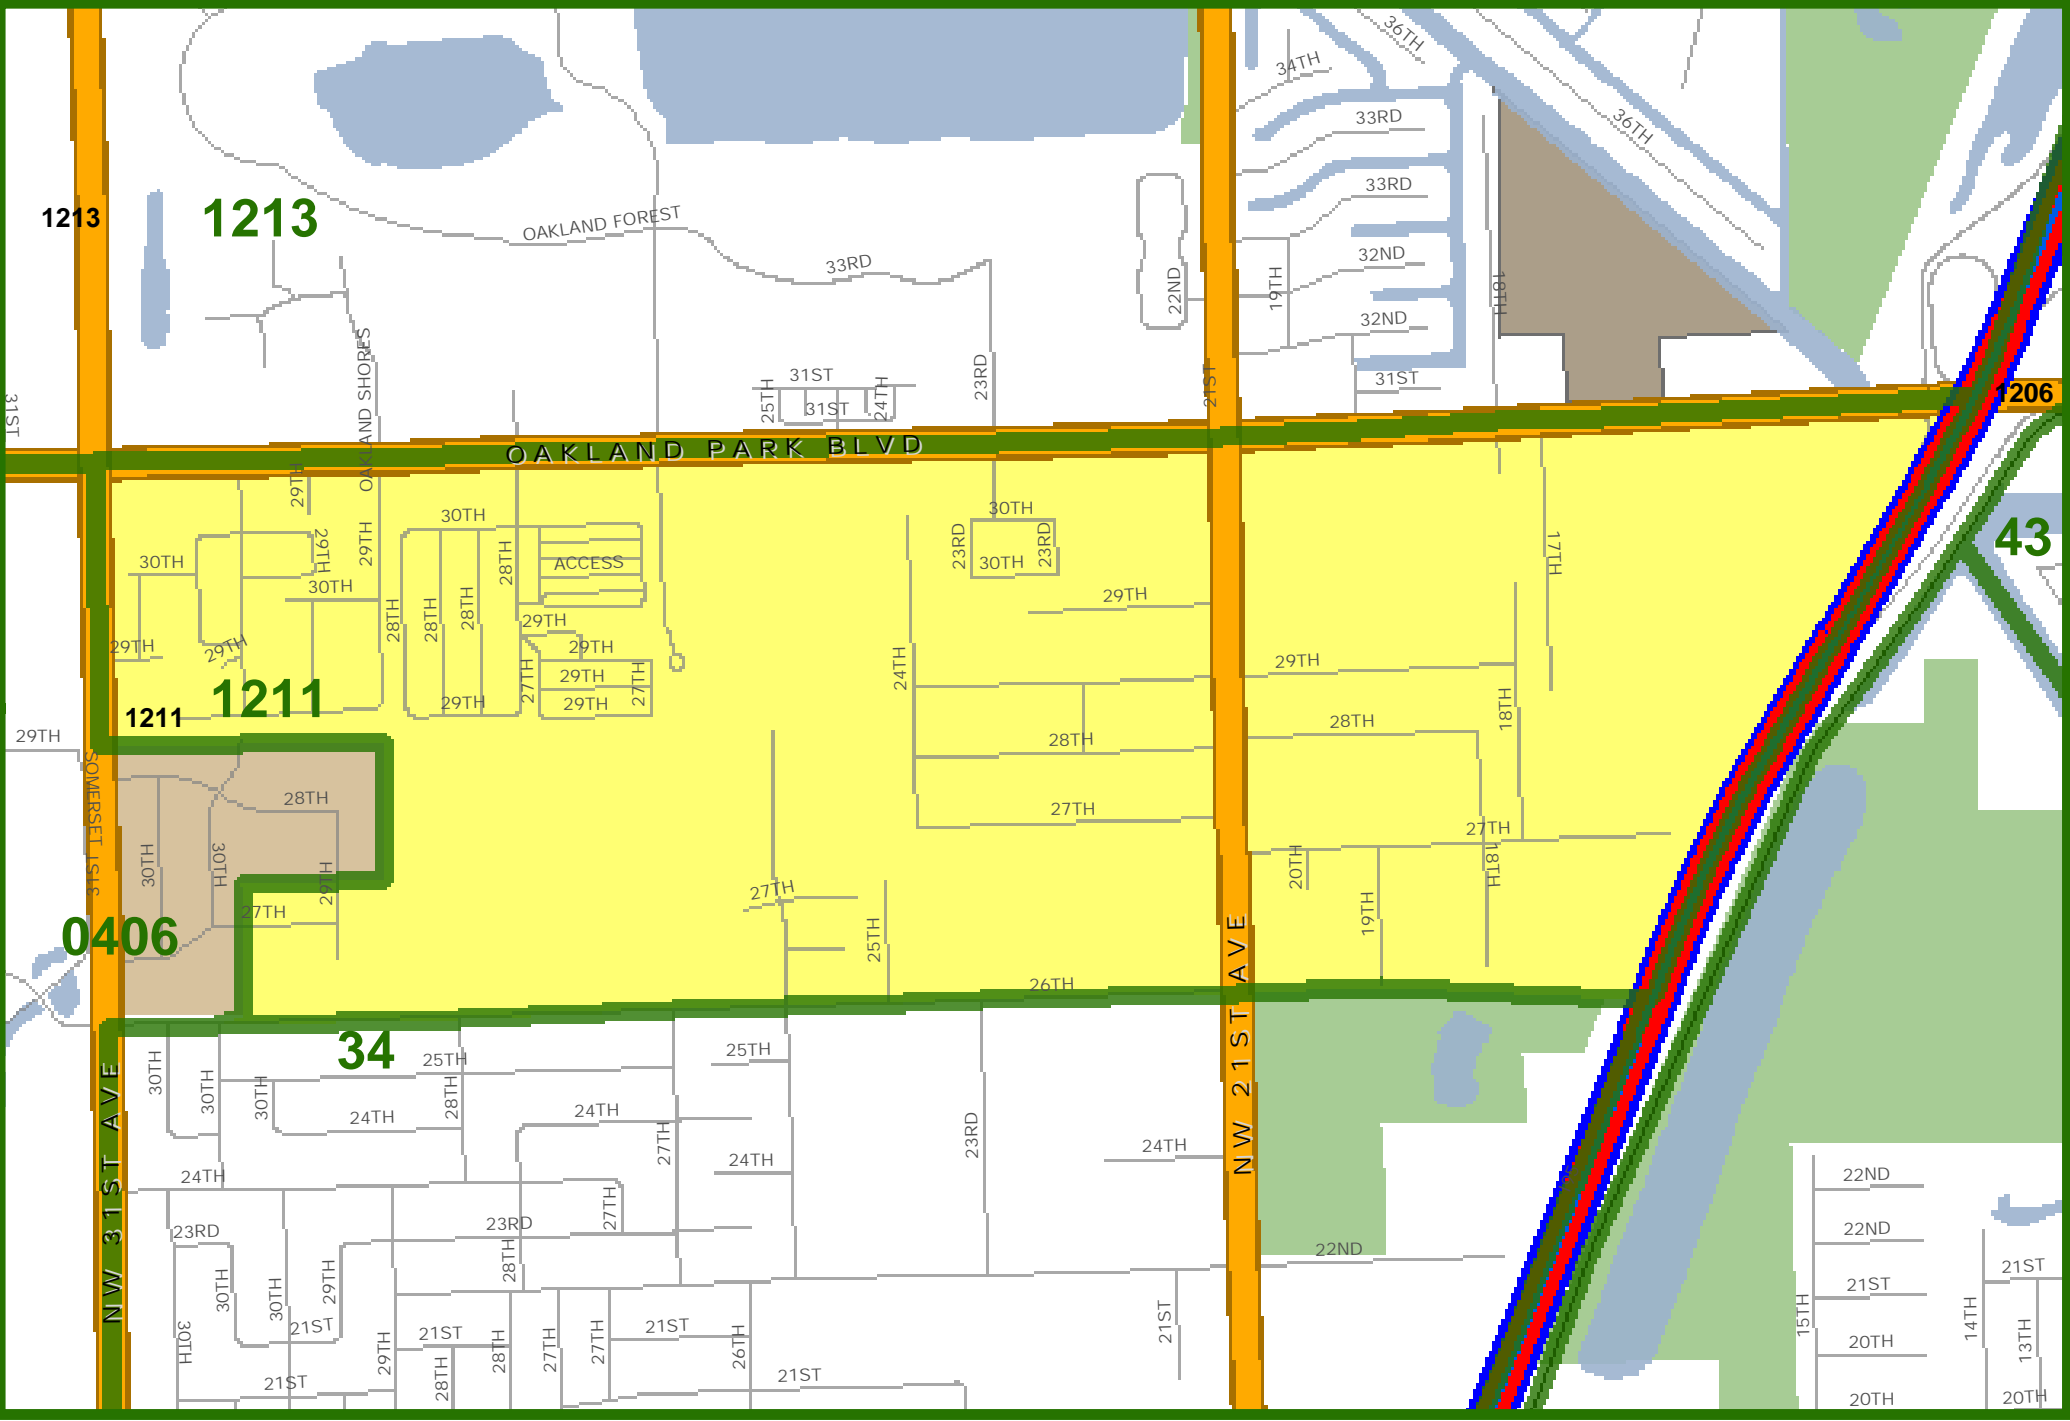 36TH
34TH
33RD
36TH
33RD
1213
1213
OAKLAND FOREST
33RD
32ND
22ND
19TH
18TH
32ND
OAKLAND SHORES
31ST
25TH
24TH
31ST
23RD
21ST
31ST
1206
31ST
OAKLAND PARK BLVD
29TH
30TH
30TH
23RD
23RD
30TH
29TH
29TH
28TH
ACCESS
17TH
43
30TH
30TH
28TH
28TH
28TH
29TH
29TH
29TH
29TH
29TH
27TH
27TH
29TH
29TH
29TH
24TH
29TH
18TH
1211
1211
29TH
28TH
28TH
29TH
SOMERSET
31ST
28TH
27TH
27TH
30TH
30TH
29TH
20TH
18TH
27TH
27TH
25TH
19TH
0406
26TH
NW 21ST AVE
34
25TH
25TH
30TH
30TH
30TH
28TH
24TH
24TH
27TH
23RD
24TH
24TH
NW 31ST AVE
24TH
22ND
23RD
23RD
27TH
22ND
22ND
30TH
30TH
29TH
28TH
21ST
21ST
30TH
21ST
29TH
21ST
28TH
28TH
27TH
27TH
21ST
26TH
21ST
15TH
14TH
13TH
20TH
21ST
21ST
20TH
20TH